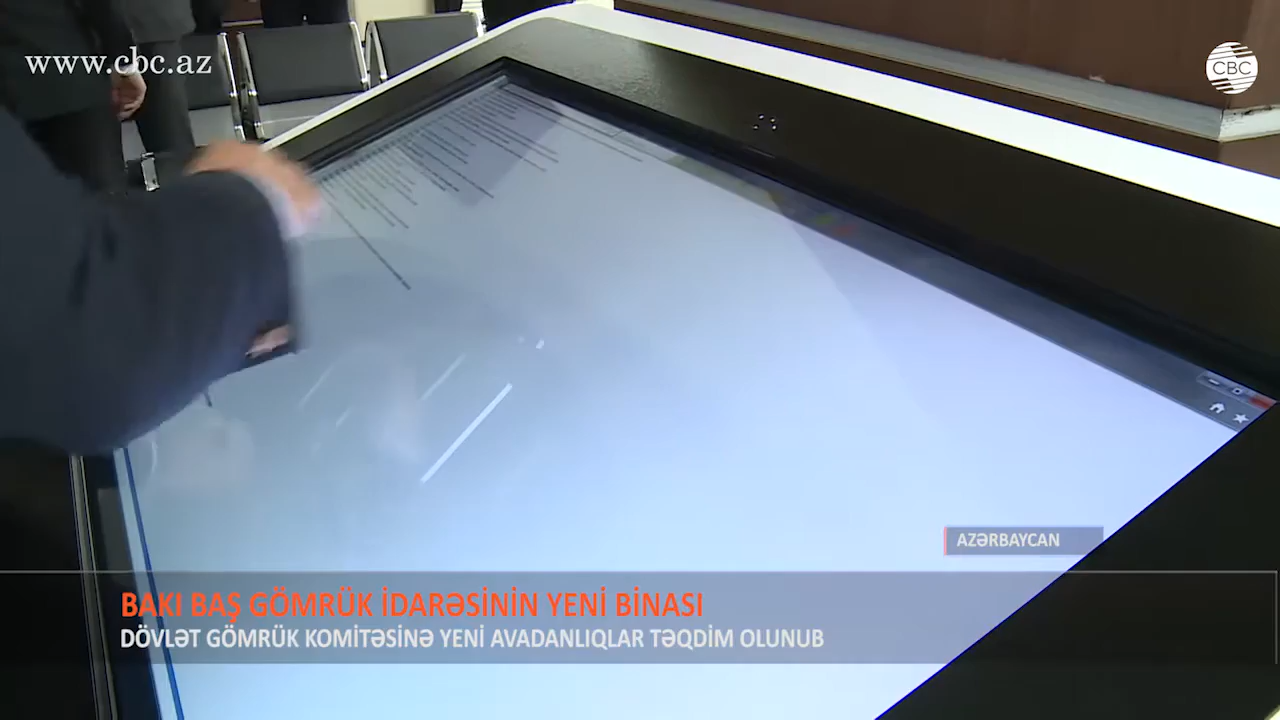 www.cbc.az
CBC
AZƏRBAYCAN
BAKI BAŞ GÖMRÜK İDARƏSİNİN YENİ BİNASI
DÖVLƏT GÖMRÜK KOMİTƏSİNƏ YENİ AVADANLIQLAR TƏQDİM OLUNUB